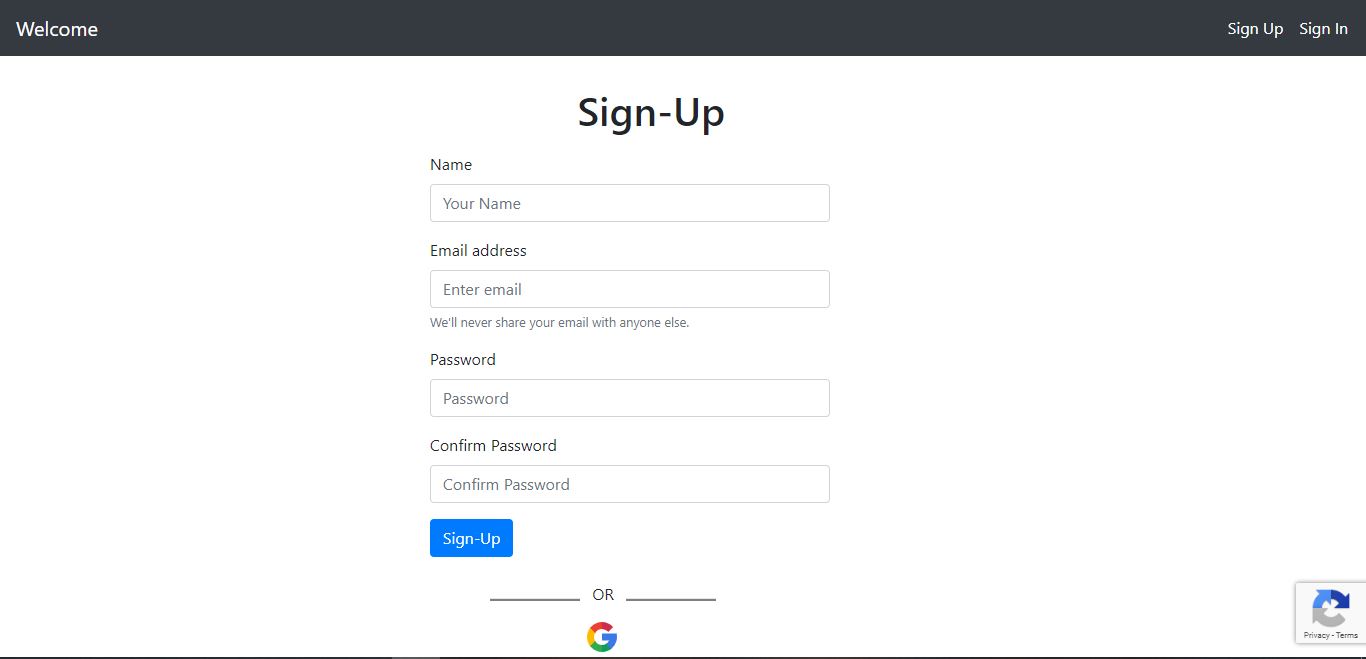 Welcome
Sign Up
Sign In
Sign-Up
Name
Your Name
Email address
Enter email
We'll never share your email with anyone else.
Password
Password
Confirm Password
Confirm Password
Sign-Up
OR
Privacy - Terms